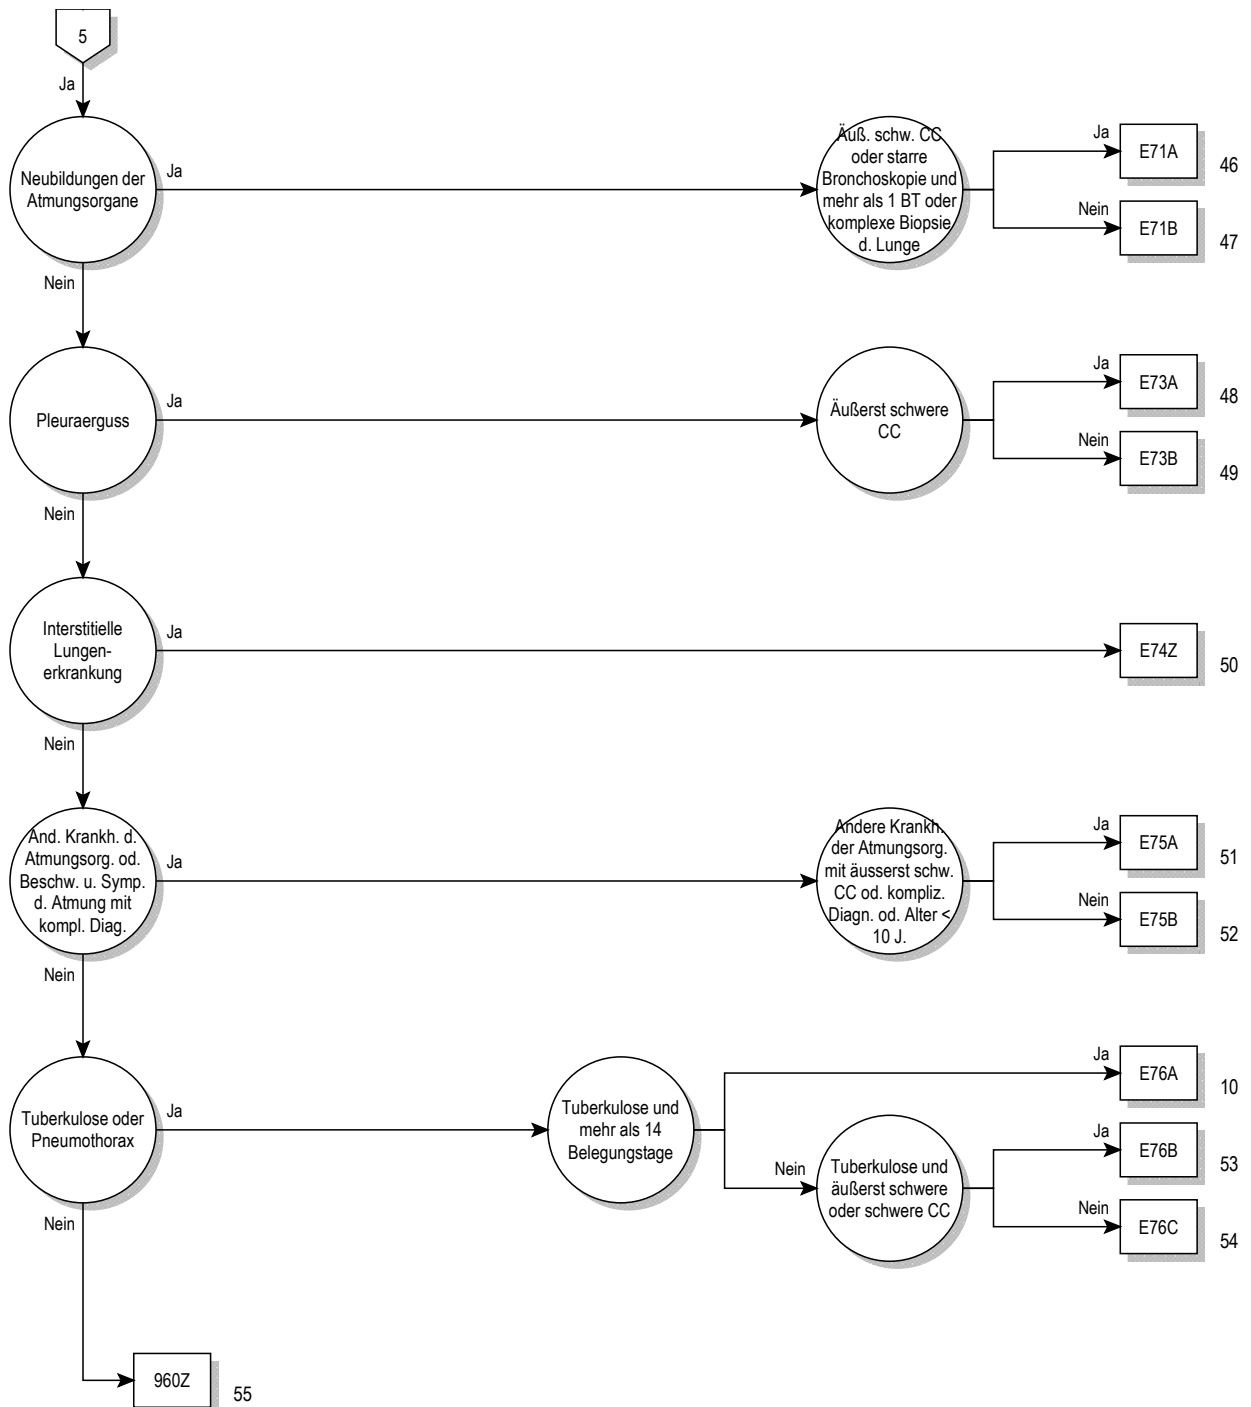 5
Ja
Neubildungen der
Atmungsorgane
Ja
Äuß. schw. CC
oder starre
Bronchoskopie und
mehr als 1 BT oder
komplexe Biopsie
d. Lunge
Ja
E71A
46
Nein
E71B
47
Nein
Pleuraerguss
Ja
Äußerst schwere
CC
Ja
E73A
48
Nein
E73B
49
Nein
Interstitielle
Lungen-
erkrankung
Ja
E74Z
50
Nein
And. Krankh. d.
Atmungsorg. od.
Beschw. u. Symp.
d. Atmung mit
kompl. Diag.
Ja
Andere Krankh.
der Atmungsorg.
mit äusserst schw.
CC od. kompliz.
Diagn. od. Alter <
10 J.
Ja
E75A
51
Nein
E75B
52
Nein
Tuberkulose oder
Pneumothorax
Ja
Tuberkulose und
mehr als 14
Belegungstage
Ja
E76A
10
Nein
Tuberkulose und
äußerst schwere
oder schwere CC
Ja
E76B
53
Nein
E76C
54
Nein
960Z
55